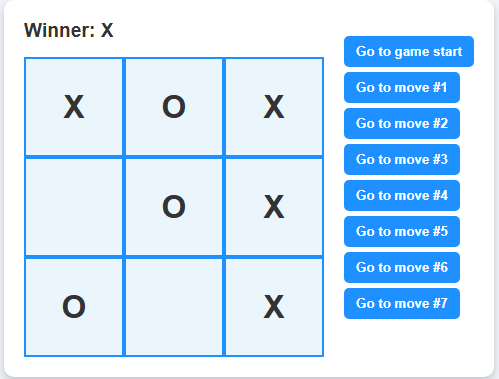 Winner: X
X O X
O X
O X
Go to game start
Go to move #1
Go to move #2
Go to move #3
Go to move #4
Go to move #5
Go to move #6
Go to move #7